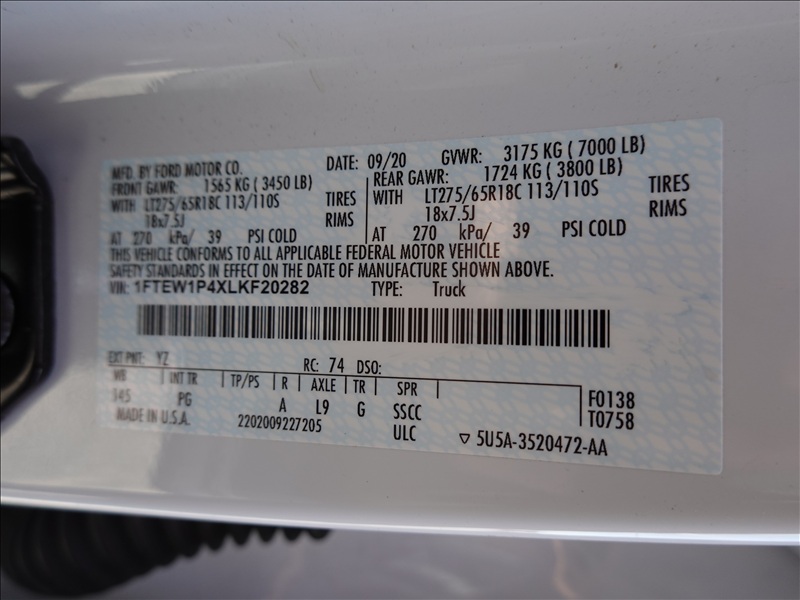 MFD. BY FORD MOTOR CO. DATE: 09/20 GVWR: 3175 KG ( 7000 LB)
FRONT GAWR: 1565 KG ( 3450 LB) REAR GAWR: 1724 KG ( 3800 LB)
WITH LT275/65R18C 113/110S TIRES WITH LT275/65R18C 113/110S TIRES
18x7.5J RIMS 18x7.5J RIMS
AT 270 kPa/ 39 PSI COLD AT 270 kPa/ 39 PSI COLD
THIS VEHICLE CONFORMS TO ALL APPLICABLE FEDERAL MOTOR VEHICLE
SAFETY STANDARDS IN EFFECT ON THE DATE OF MANUFACTURE SHOWN ABOVE.
VIN: 1FTEW1P4XLKF20282 TYPE: Truck
EXT PNT: YZ RC: 74 DSO:
WB INT TR TP/PS R AXLE TR SPR F0138
145 PG A L9 G SSCC T0758
MADE IN U.S.A. 2202009227205 ULC ▽ 5U5A-3520472-AA